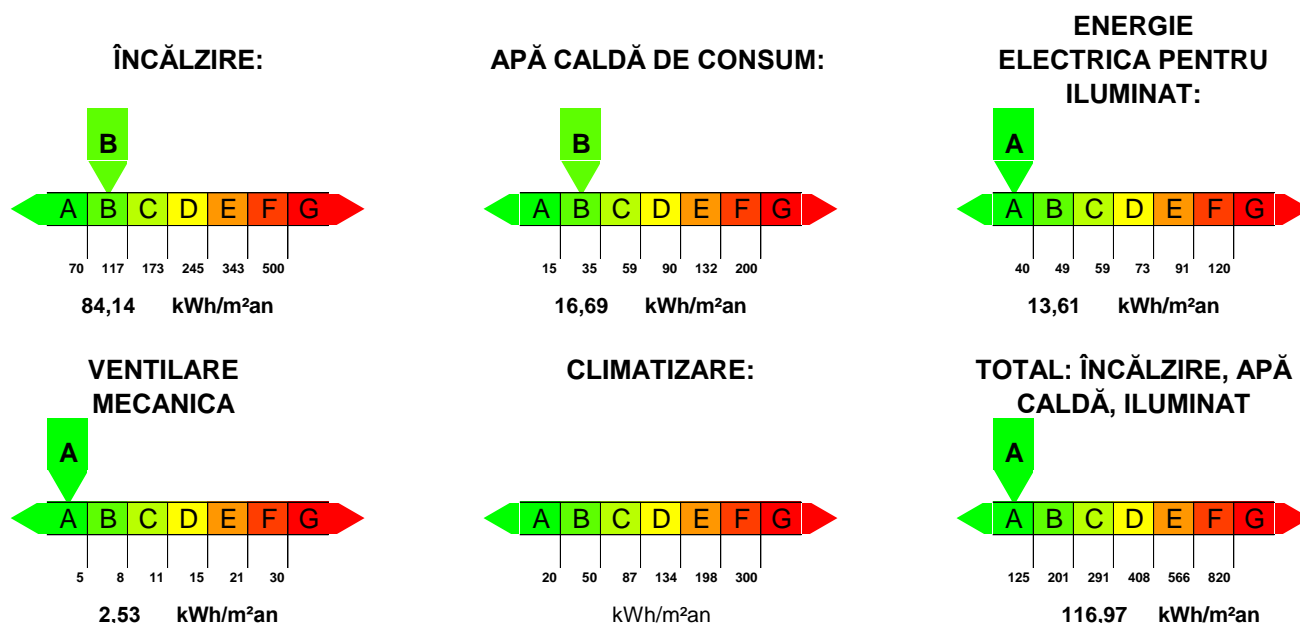 ÎNCĂLZIRE:
B
A B C D E F G
70 117 173 245 343 500
84,14 kWh/m²an
APĂ CALDĂ DE CONSUM:
B
A B C D E F G
15 35 59 90 132 200
16,69 kWh/m²an
ENERGIE
ELECTRICA PENTRU
ILUMINAT:
A
A B C D E F G
40 49 59 73 91 120
13,61 kWh/m²an
VENTILARE
MECANICA
A
A B C D E F G
5 8 11 15 21 30
2,53 kWh/m²an
CLIMATIZARE:
A B C D E F G
20 50 87 134 198 300
kWh/m²an
TOTAL: ÎNCĂLZIRE, APĂ
CALDĂ, ILUMINAT
A
A B C D E F G
125 201 291 408 566 820
116,97 kWh/m²an